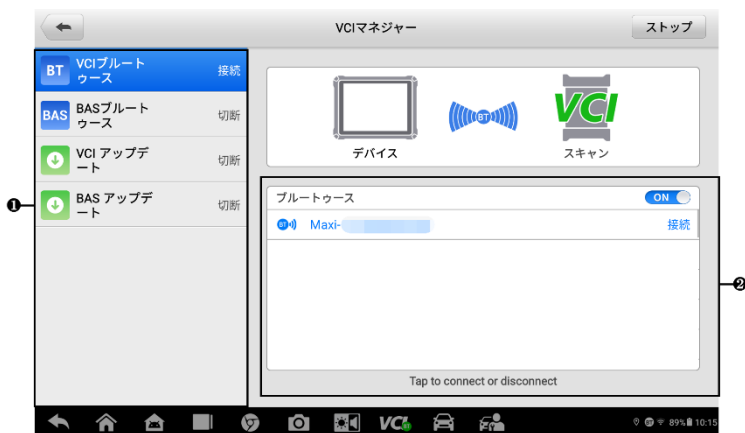 VCIマネジャー
ストップ
BT
VCIブルート
ゥース
接続
BAS
BASブルート
ゥース
切断
VCI アップデ
ート
切断
BAS アップデ
ート
切断
❶
デバイス
BT
VCI
スキャン
ブルートゥース
ON
BT
Maxi-
接続
❷
Tap to connect or disconnect
VCI
89%
10:15